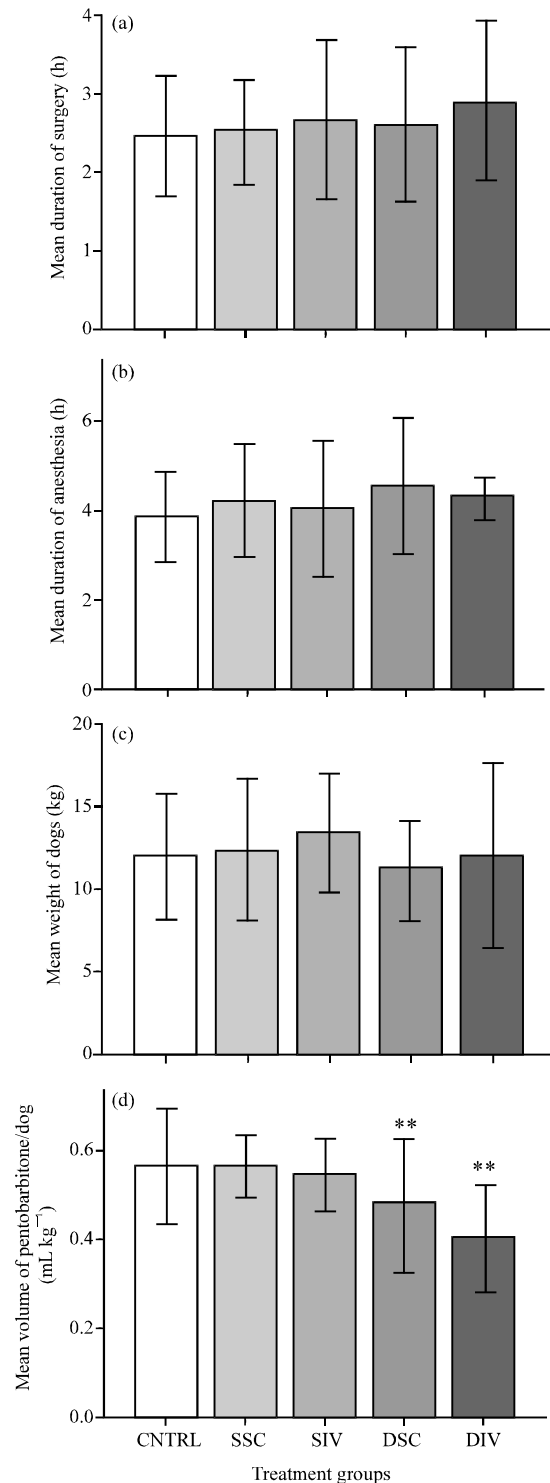 (a)
Mean duration of surgery (h)
4
3
2
1
0
(b)
Mean duration of anesthesia (h)
6
4
2
0
(c)
Mean weight of dogs (kg)
20
15
10
5
0
(d)
Mean volume of pentobarbitone/dog
(mL kg⁻¹)
0.6
0.4
0.2
0.0
**
**
CNTRL SSC SIV DSC DIV
Treatment groups